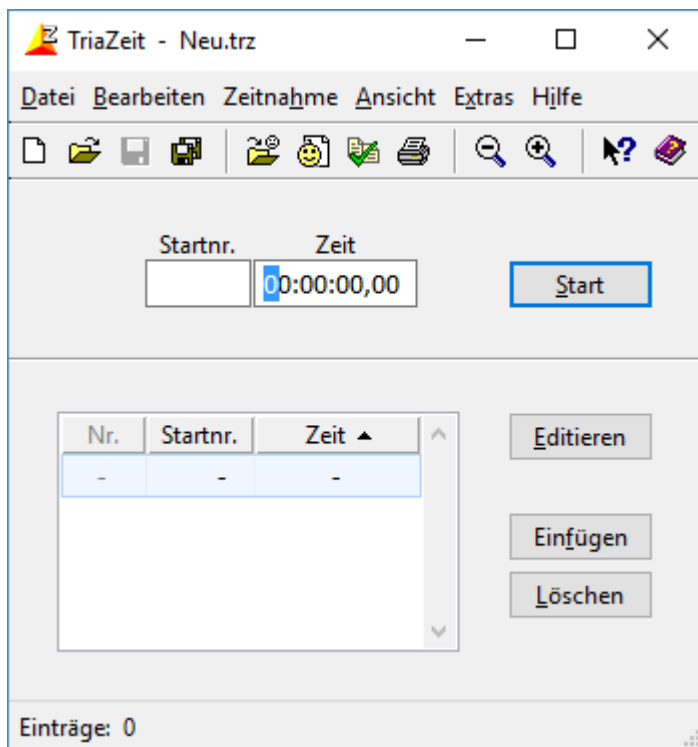 TriaZeit - Neu.trz
Datei Bearbeiten Zeitnahme Ansicht Extras Hilfe
Startnr. Zeit
00:00:00,00 Start
Nr. Startnr. Zeit
- - -
Editieren
Einfügen
Löschen
Einträge: 0